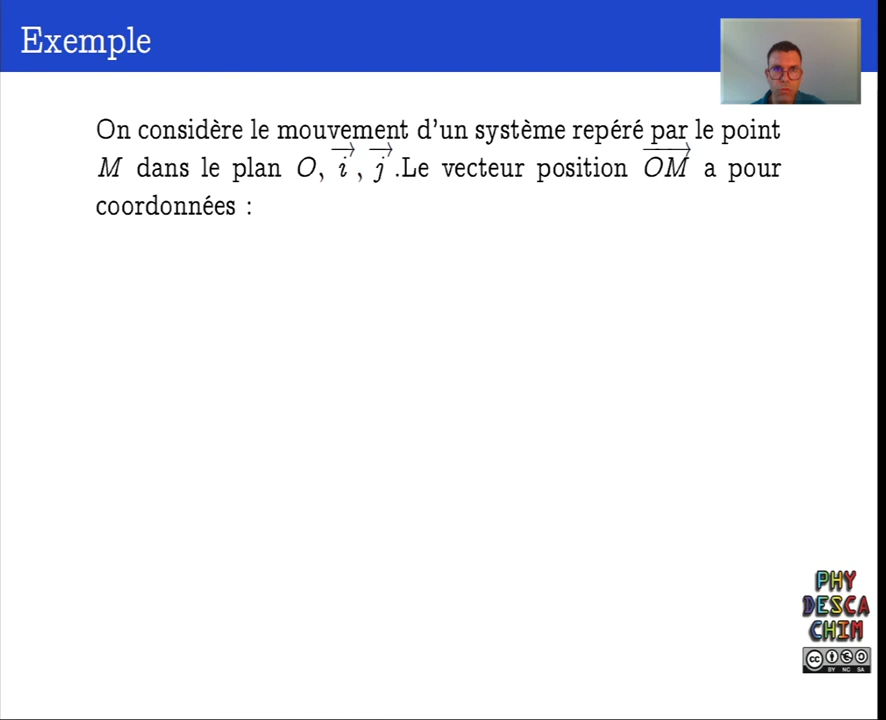 Exemple
On considère le mouvement d'un système repéré par le point
M dans le plan O, i⃗, j⃗.Le vecteur position OM⃗ a pour
coordonnées :
PHY
DESCA
CHIM
cc
BY NC SA